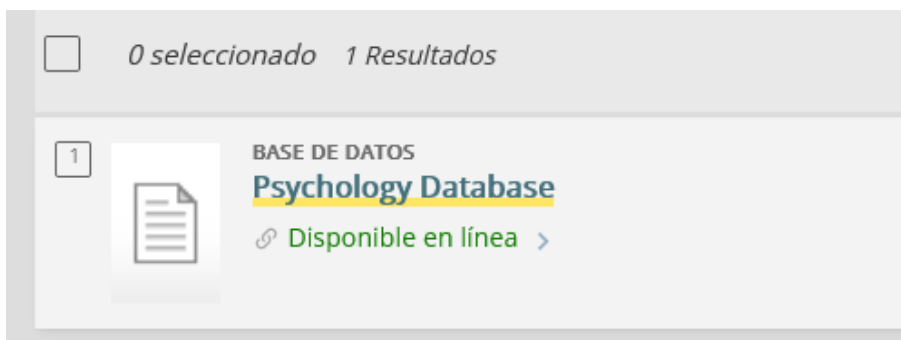 0 seleccionado 1 Resultados
1
BASE DE DATOS
Psychology Database
Disponible en línea